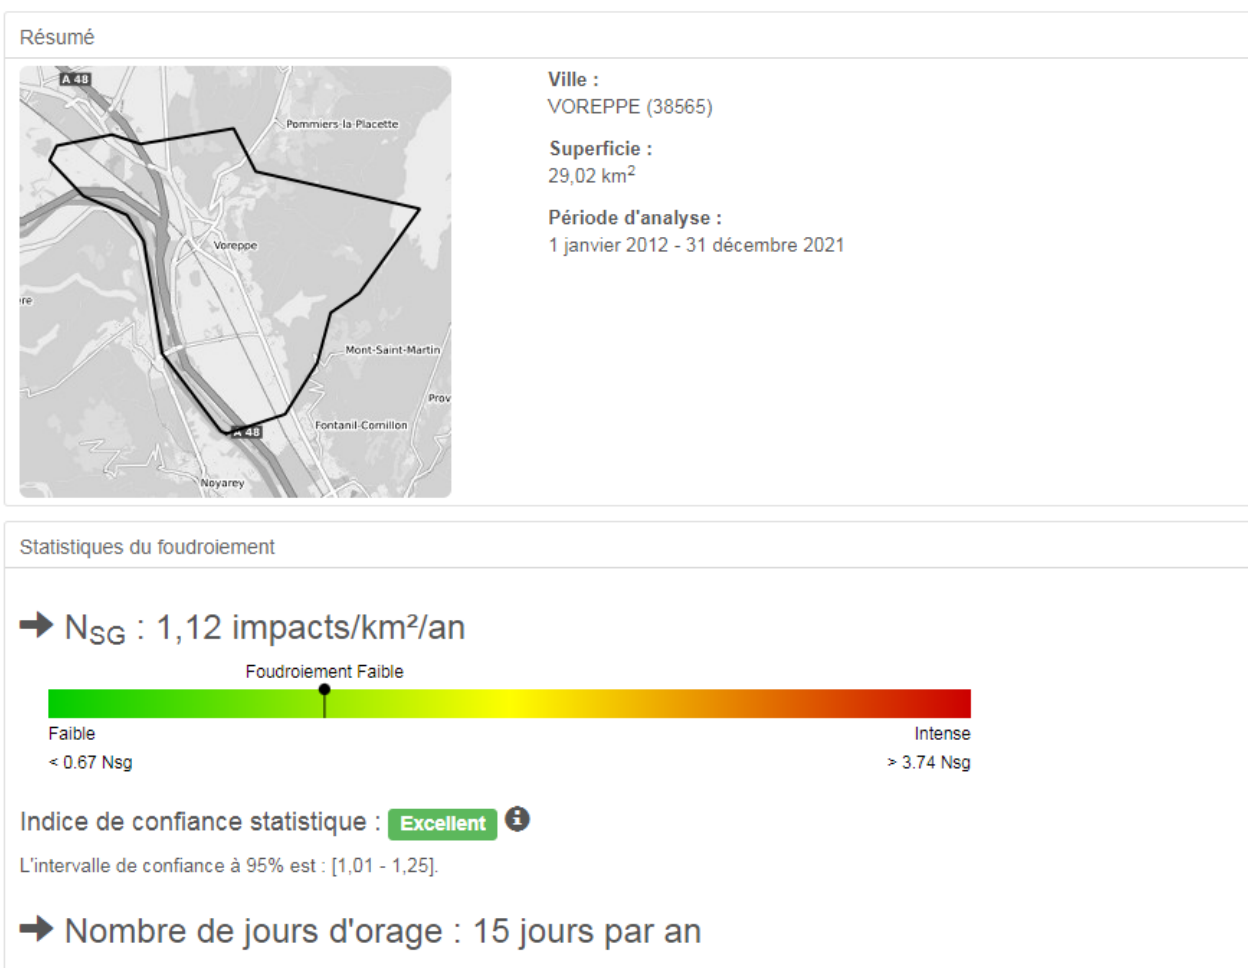 Résumé
A 48
Pommiers-la-Placette
Voreppe
Mont-Saint-Martin
Fontanil-Cornillon
A 48
Noyarey
Ville :
VOREPPE (38565)
Superficie :
29,02 km²
Période d'analyse :
1 janvier 2012 - 31 décembre 2021
Statistiques du foudroiement
N_SG : 1,12 impacts/km²/an
Foudroiement Faible
Faible
Intense
< 0.67 Nsg
> 3.74 Nsg
Indice de confiance statistique : Excellent
L'intervalle de confiance à 95% est : [1,01 - 1,25].
Nombre de jours d'orage : 15 jours par an